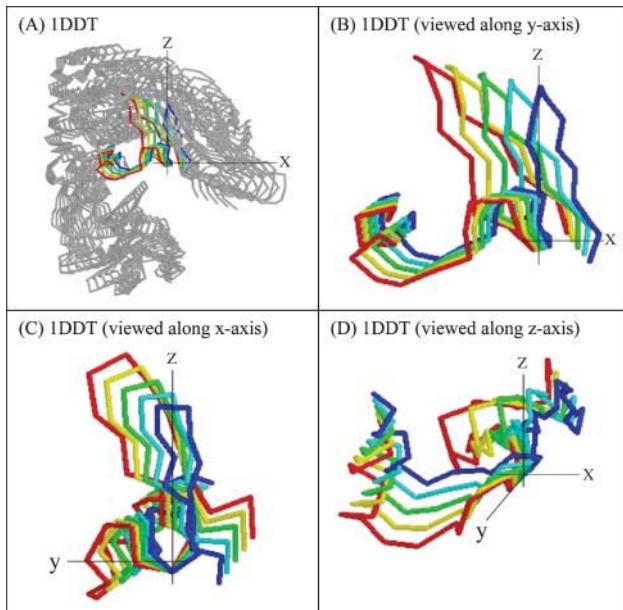 (A) 1DDT
Z
X
(B) 1DDT (viewed along y-axis)
Z
X
(C) 1DDT (viewed along x-axis)
Z
y
(D) 1DDT (viewed along z-axis)
X
y